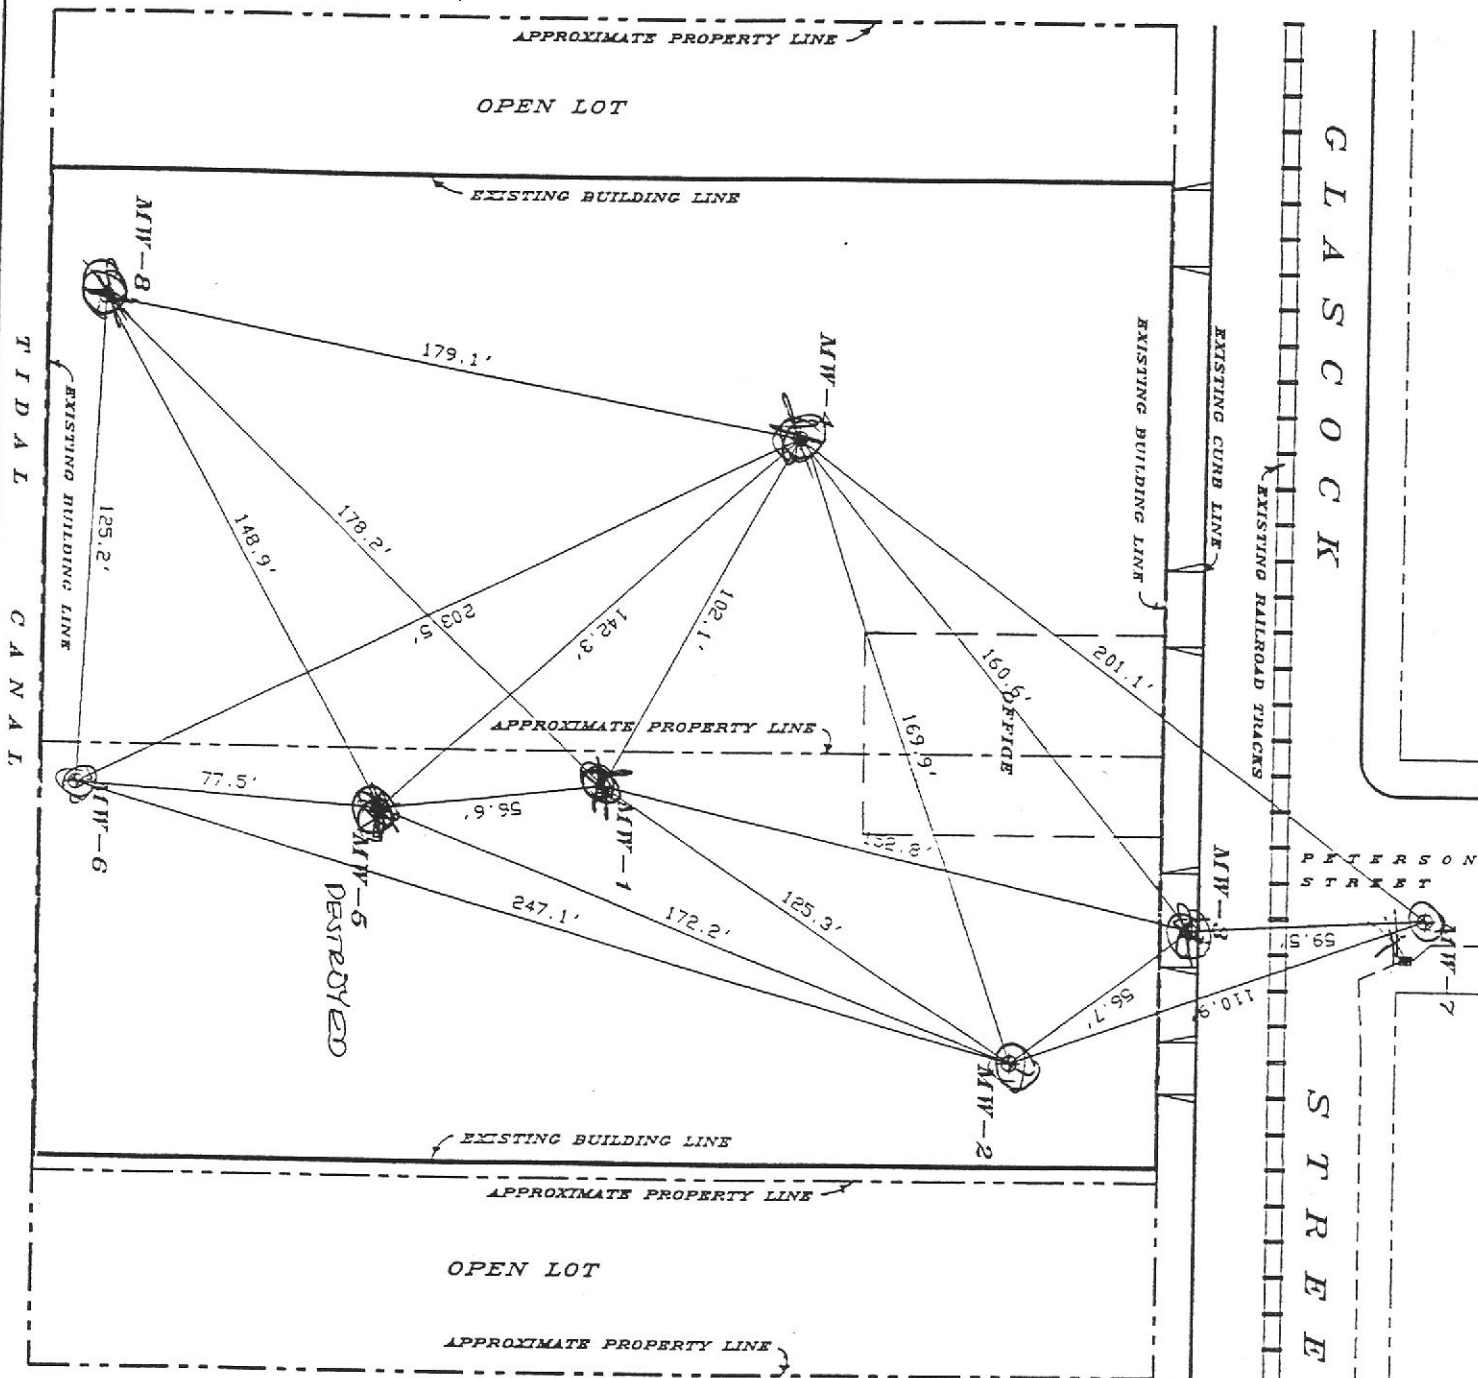 APPROXIMATE PROPERTY LINE
OPEN LOT
EXISTING BUILDING LINE
MW-8
179.1'
MW-4
GLASCOCK STREE
TIDAL CANAL
EXISTING BUILDING LINE
125.2'
148.9'
178.2'
203.5'
142.3'
102.1'
160.6'
201.1'
169.9'
OFFICE
EXISTING BUILDING LINE
EXISTING CURB LINE
EXISTING RAILROAD TRACKS
APPROXIMATE PROPERTY LINE
77.5'
56.6'
MW-6
MW-5
DESTROYED
MW-1
247.1'
172.2'
125.3'
MW-3
PETERSON
STREET
59.5'
MW-7
56.7'
110.9'
MW-2
EXISTING BUILDING LINE
APPROXIMATE PROPERTY LINE
OPEN LOT
APPROXIMATE PROPERTY LINE